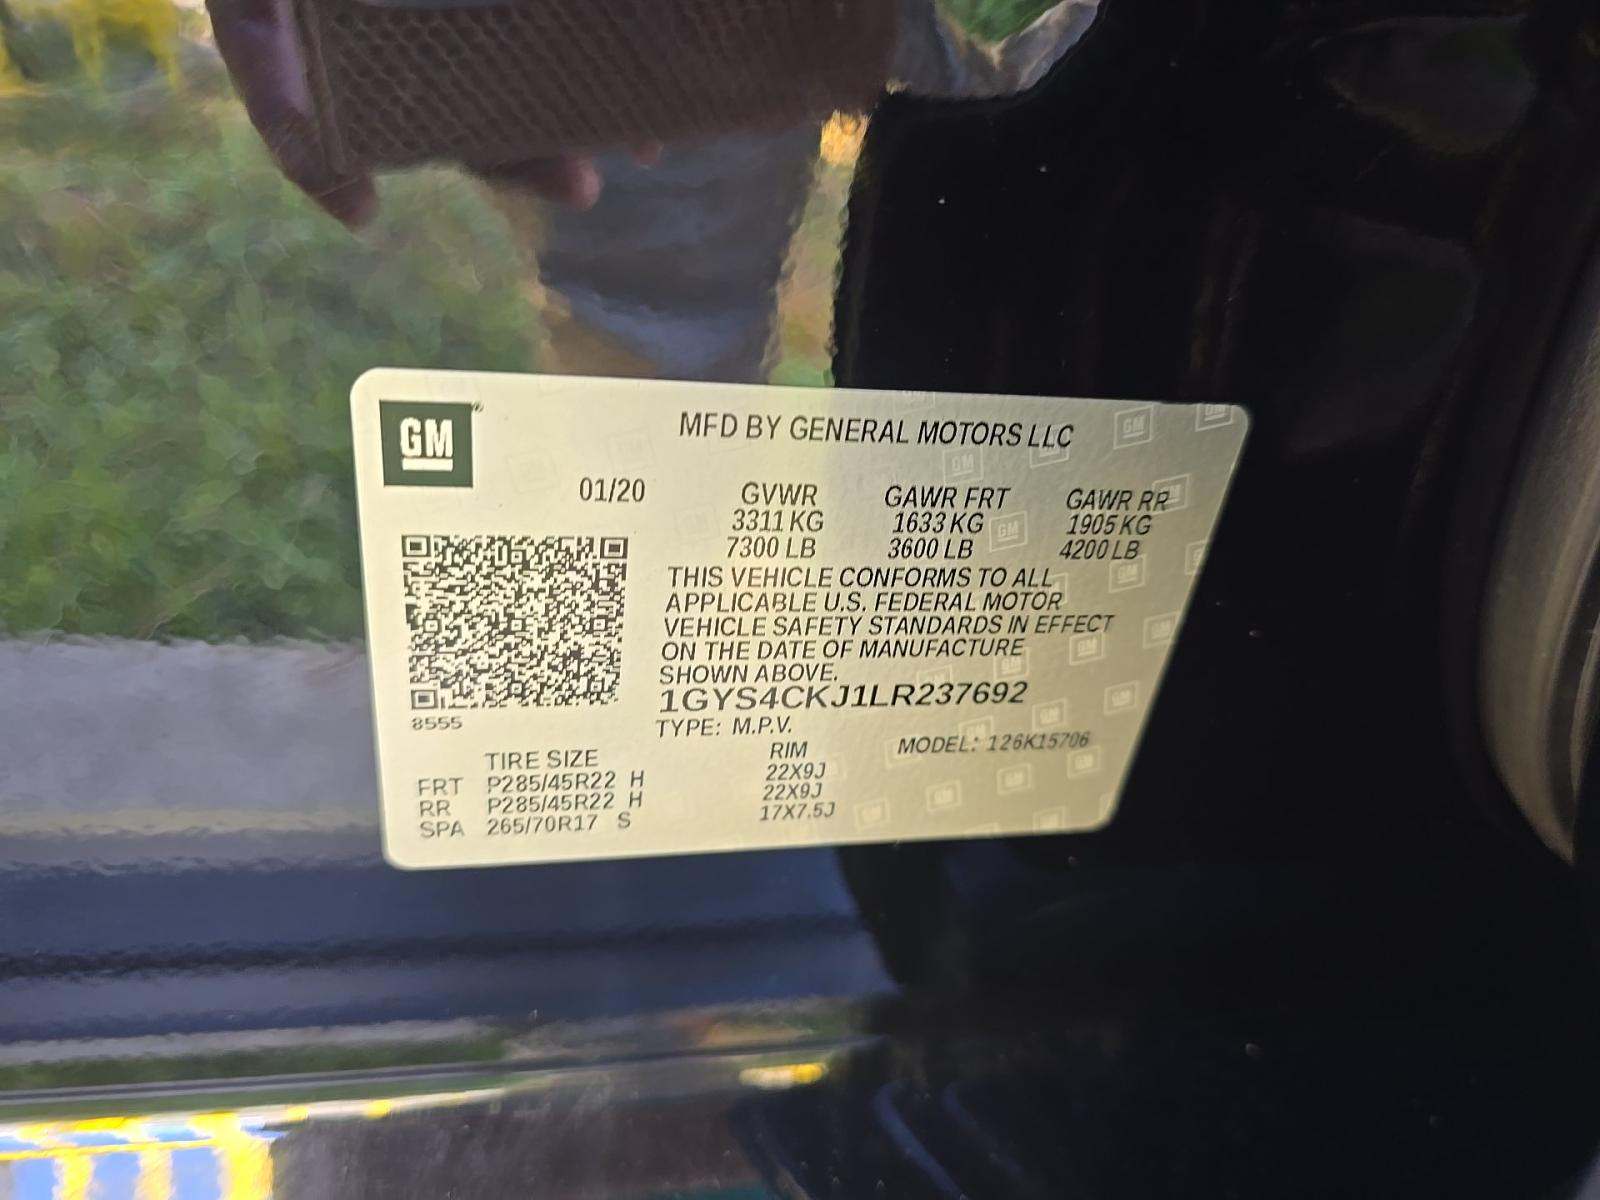 GM
MFD BY GENERAL MOTORS LLC
01/20 GVWR GAWR FRT GAWR RR
3311 KG 1633 KG 1905 KG
7300 LB 3600 LB 4200 LB
THIS VEHICLE CONFORMS TO ALL
APPLICABLE U.S. FEDERAL MOTOR
VEHICLE SAFETY STANDARDS IN EFFECT
ON THE DATE OF MANUFACTURE
SHOWN ABOVE.
1GYS4CKJ1LR237692
8555
TYPE: M.P.V.
MODEL: 126K15706
TIRE SIZE RIM
FRT P285/45R22 H 22X9J
RR P285/45R22 H 22X9J
SPA 265/70R17 S 17X7.5J